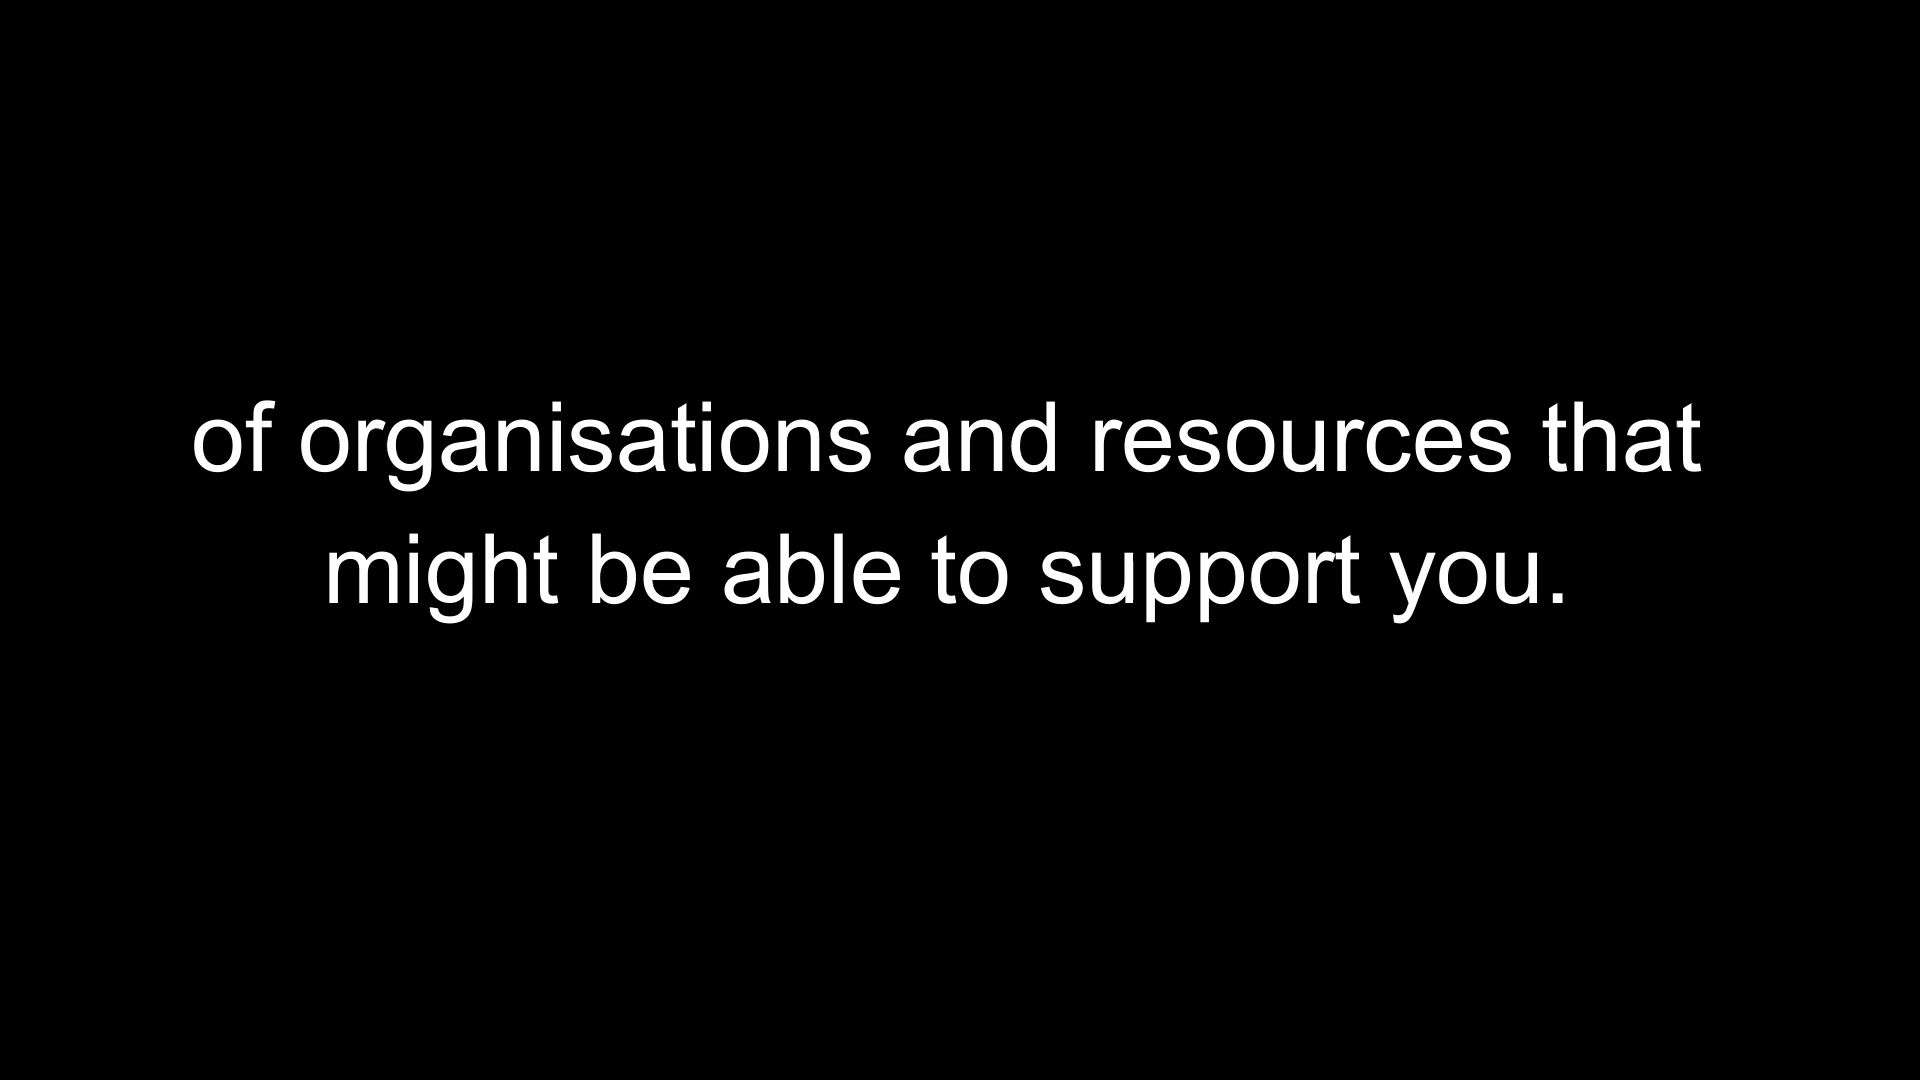 of organisations and resources that
might be able to support you.